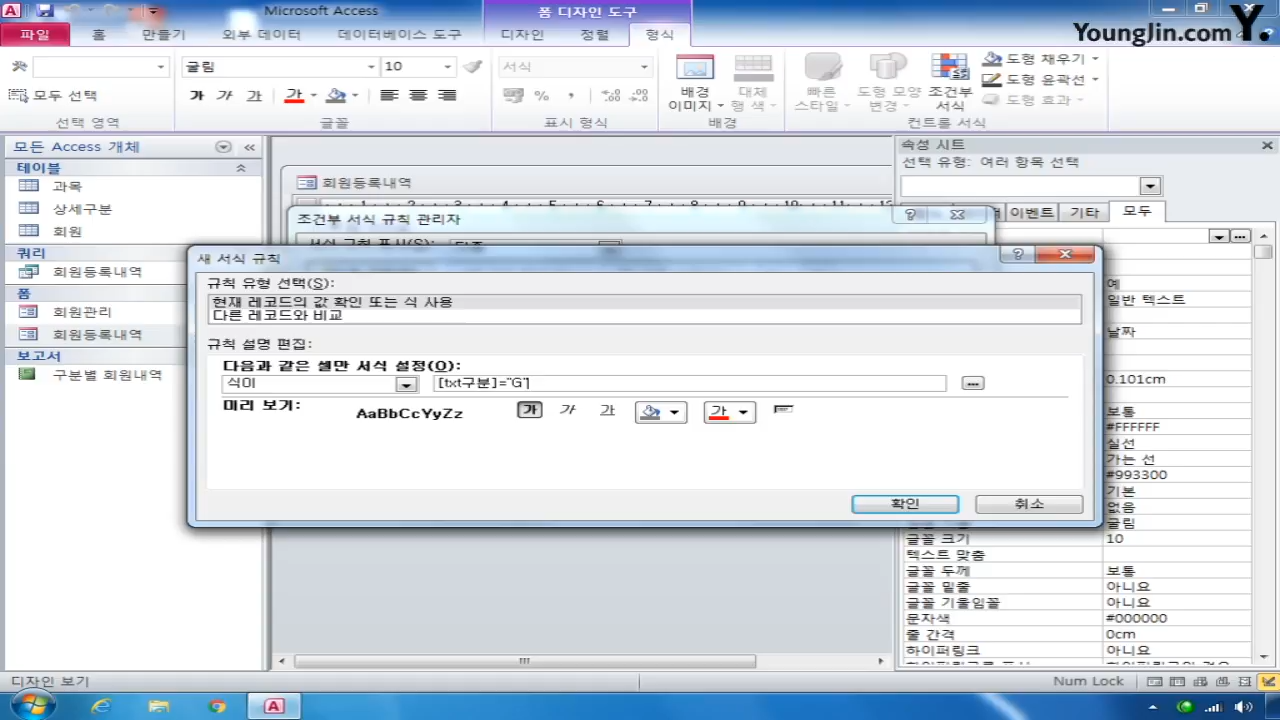 Microsoft Access
폼 디자인 도구
YoungJin.com Y.
파일 홈 만들기 외부 데이터 데이터베이스 도구 디자인 정렬 형식
굴림 10
서식
모두 선택
가 가 가 가
% ,
배경 이미지
대체 행 색
빠른 스타일
도형 모양 변경
조건부 서식
도형 채우기
도형 윤곽선
도형 효과
선택 영역 글꼴 표시 형식 배경 컨트롤 서식
모든 Access 개체
테이블
과목
상세구분
회원
쿼리
회원등록내역
폼
회원관리
회원등록내역
보고서
구분별 회원내역
회원등록내역
조건부 서식 규칙 관리자
새 서식 규칙
규칙 유형 선택(S):
현재 레코드의 값 확인 또는 식 사용
다른 레코드와 비교
규칙 설명 편집:
다음과 같은 셀만 서식 설정(O):
식이 [txt구분]="G"
미리 보기: AaBbCcYyZz 가 가 가 가
확인 취소
속성 시트
선택 유형: 여러 항목 선택
이벤트 기타 모두
예
일반 텍스트
날짜
0.101cm
보통
#FFFFFF
실선
가는 선
#993300
기본
없음
굴림
글꼴 크기 10
텍스트 맞춤
글꼴 두께 보통
글꼴 밑줄 아니요
글꼴 기울임꼴 아니요
문자색 #000000
줄 간격 0cm
하이퍼링크 아니요
디자인 보기
Num Lock